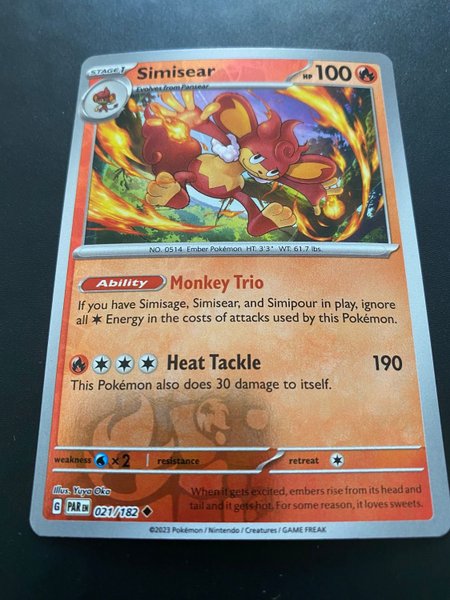 STAGE 1
Simisear
HP 100
Evolves from Pansear
NO. 0514 Ember Pokémon HT: 3'3" WT: 61.7 lbs
Ability Monkey Trio
If you have Simisage, Simisear, and Simipour in play, ignore
all Energy in the costs of attacks used by this Pokémon.
Heat Tackle 190
This Pokémon also does 30 damage to itself.
weakness ×2 resistance retreat
Illus. Yuya Oka
G PAR EN 021/182
When it gets excited, embers rise from its head and
tail and it gets hot. For some reason, it loves sweets.
©2023 Pokémon / Nintendo / Creatures / GAME FREAK